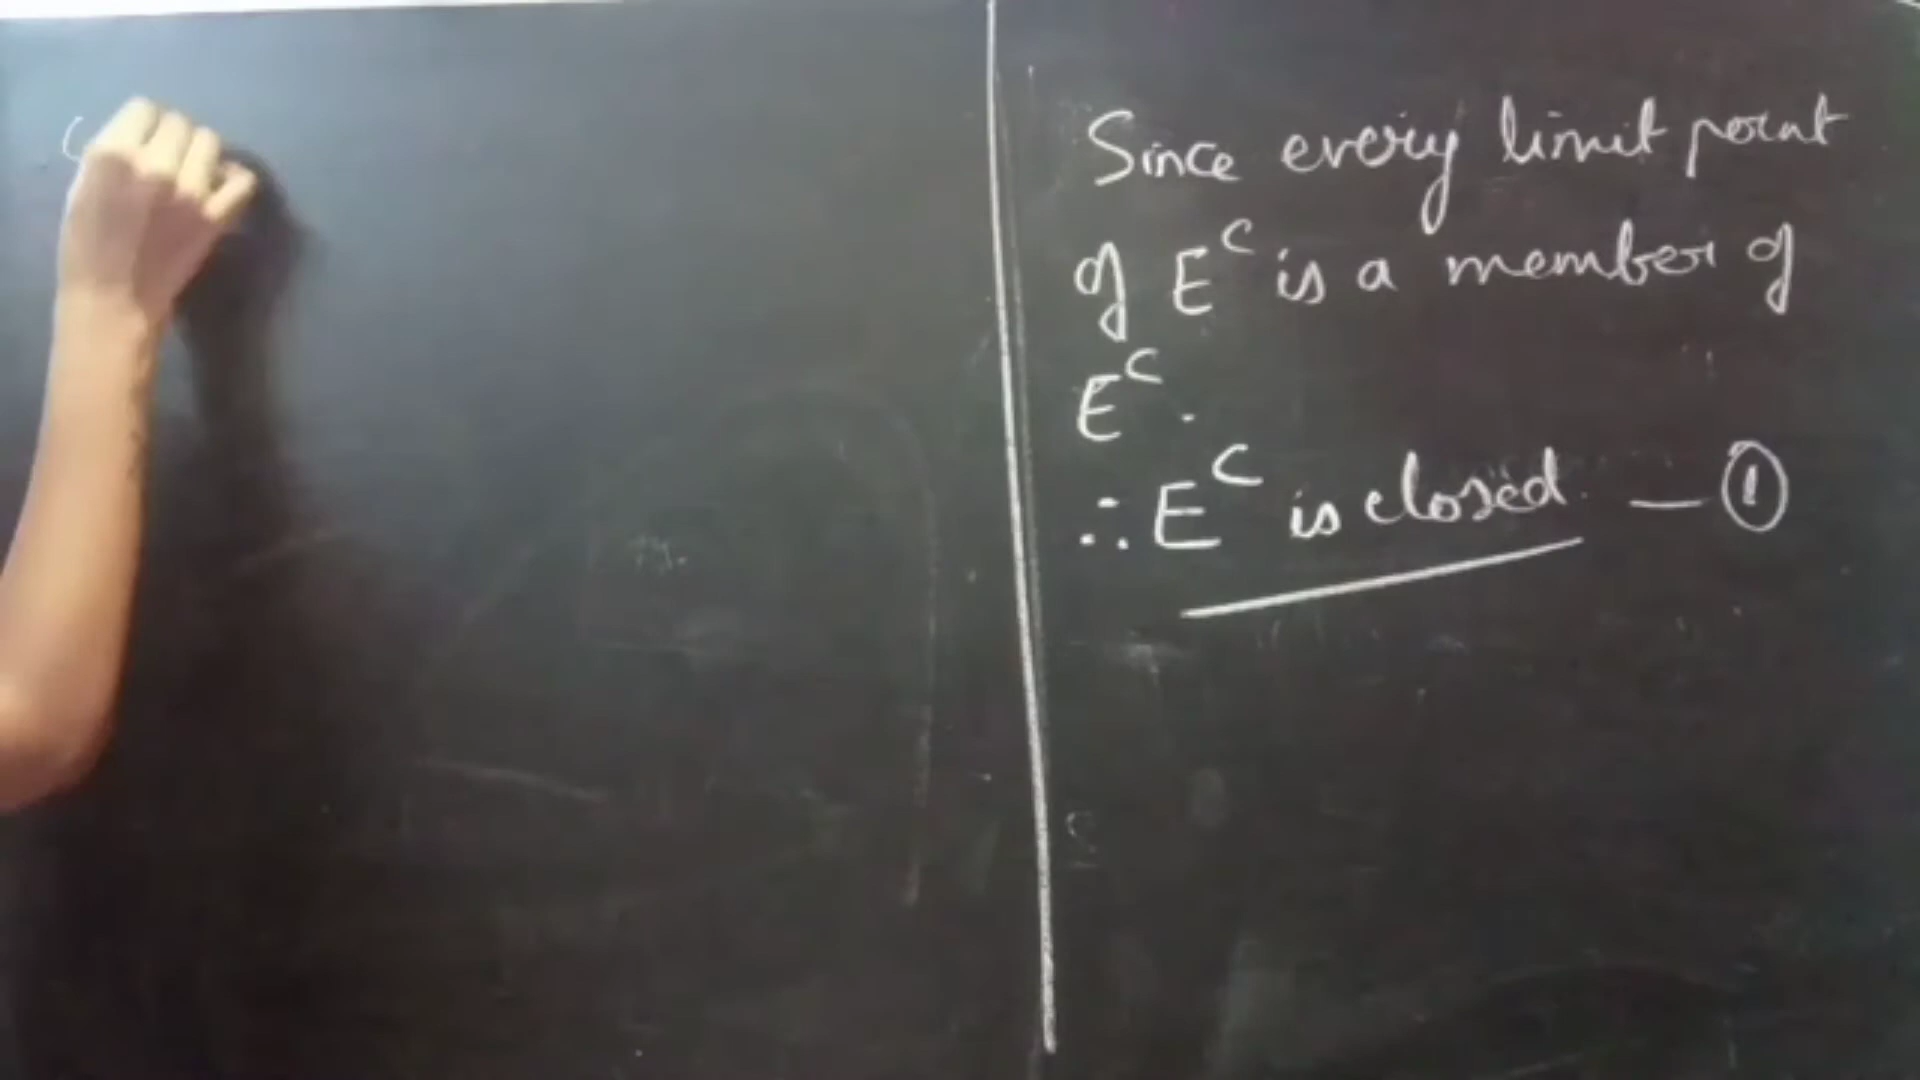 Since every limit point
of E^C is a member of
E^C.
∴ E^C is closed — ①